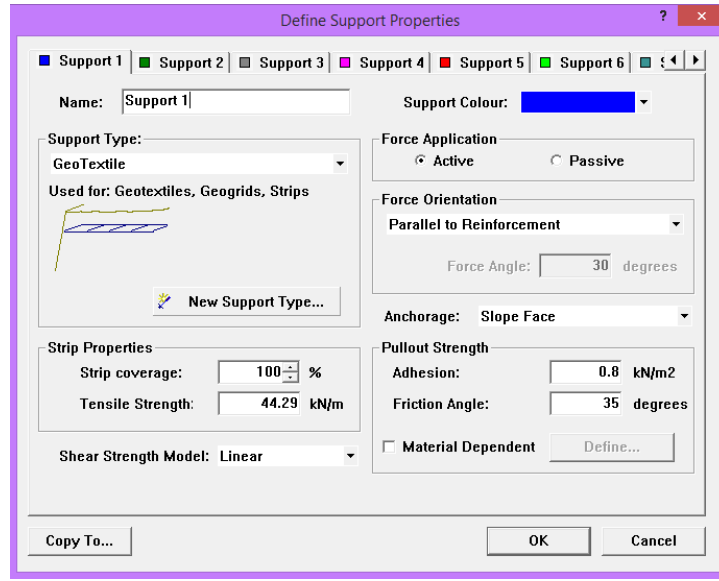 Define Support Properties ? ×
Support 1 Support 2 Support 3 Support 4 Support 5 Support 6
Name: Support 1 Support Colour:
Support Type:
GeoTextile
Used for: Geotextiles, Geogrids, Strips
New Support Type...
Force Application
Active Passive
Force Orientation
Parallel to Reinforcement
Force Angle: 30 degrees
Anchorage: Slope Face
Strip Properties
Strip coverage: 100 %
Tensile Strength: 44.29 kN/m
Shear Strength Model: Linear
Pullout Strength
Adhesion: 0.8 kN/m2
Friction Angle: 35 degrees
Material Dependent Define...
Copy To... OK Cancel